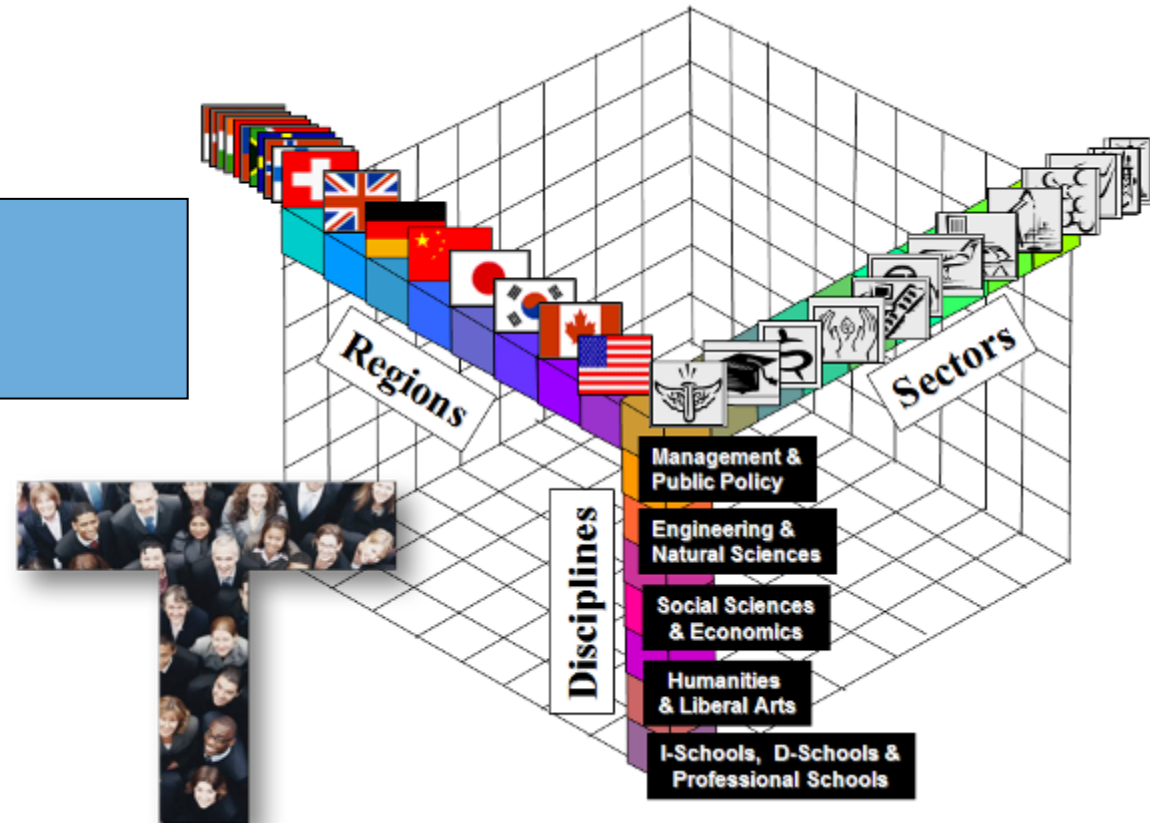 Regions
Sectors
Disciplines
Management &
Public Policy
Engineering &
Natural Sciences
Social Sciences
& Economics
Humanities
& Liberal Arts
I-Schools, D-Schools &
Professional Schools